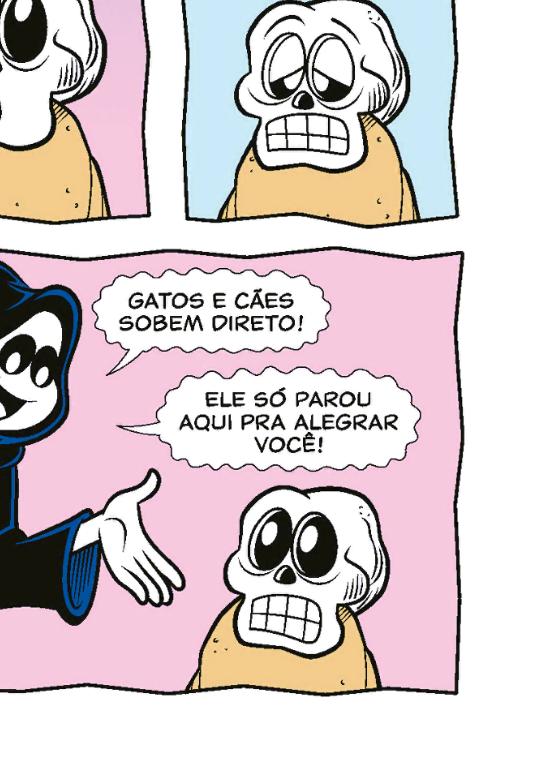 GATOS E CÃES
SOBEM DIRETO!
ELE SÓ PAROU
AQUI PRA ALEGRAR
VOCÊ!